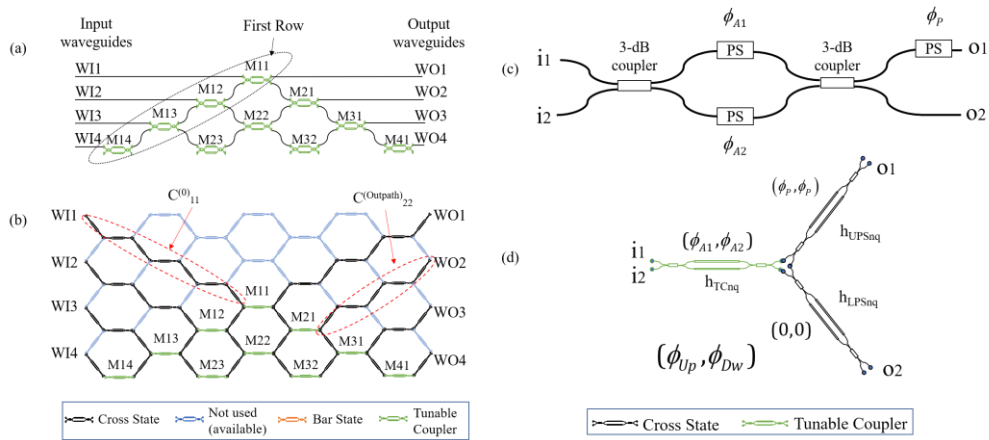 Input
waveguides
First Row
Output
waveguides
(a)
WI1
M11
WO1
WI2
M12
M21
WO2
WI3
M13
M22
M31
WO3
WI4
M14
M23
M32
M41
WO4
C(0)11
C(Outpath)22
(b)
WI1
WO1
WI2
WO2
M11
WI3
M12
M21
WO3
M13
M22
M31
WI4
M14
M23
M32
M41
WO4
Cross State
Not used
(available)
Bar State
Tunable
Coupler
ϕA1
ϕP
(c)
i1
3-dB
coupler
PS
3-dB
coupler
PS
o1
i2
PS
o2
ϕA2
o1
(ϕP, ϕP)
hUPSnq
(d)
i1
i2
(ϕA1, ϕA2)
hTCnq
hLPSnq
(0,0)
(ϕUp, ϕDw)
o2
Cross State
Tunable Coupler